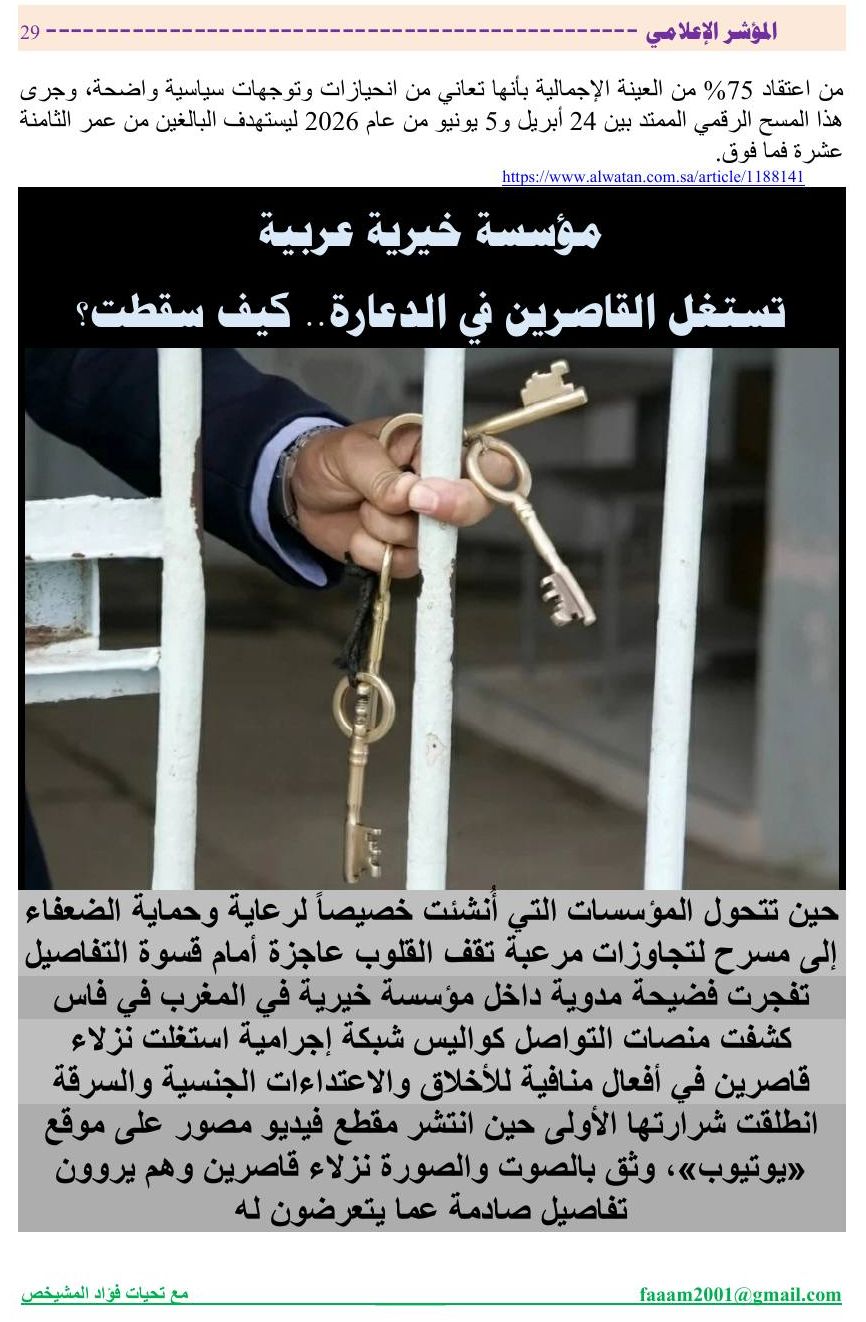 المؤشر الإعلامي ------------------------------------------------ 29
من اعتقاد 75% من العينة الإجمالية بأنها تعاني من انحيازات وتوجهات سياسية واضحة، وجرى
هذا المسح الرقمي الممتد بين 24 أبريل و5 يونيو من عام 2026 ليستهدف البالغين من عمر الثامنة
عشرة فما فوق.
https://www.alwatan.com.sa/article/1188141
مؤسسة خيرية عربية
تستغل القاصرين في الدعارة.. كيف سقطت؟
حين تتحول المؤسسات التي أُنشئت خصيصاً لرعاية وحماية الضعفاء
إلى مسرح لتجاوزات مرعبة تقف القلوب عاجزة أمام قسوة التفاصيل
تفجرت فضيحة مدوية داخل مؤسسة خيرية في المغرب في فاس
كشفت منصات التواصل كواليس شبكة إجرامية استغلت نزلاء
قاصرين في أفعال منافية للأخلاق والاعتداءات الجنسية والسرقة
انطلقت شرارتها الأولى حين انتشر مقطع فيديو مصور على موقع
«يوتيوب»، وثق بالصوت والصورة نزلاء قاصرين وهم يروون
تفاصيل صادمة عما يتعرضون له
مع تحيات فؤاد المشيخص faaam2001@gmail.com